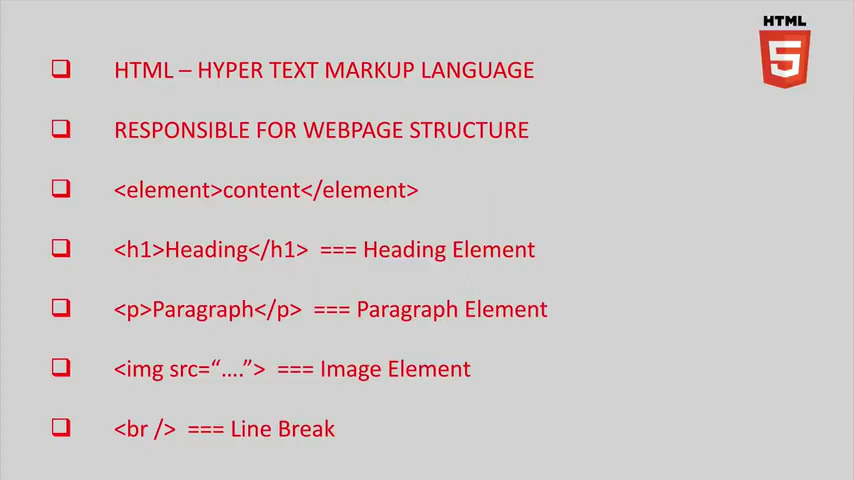 HTML
5
HTML – HYPER TEXT MARKUP LANGUAGE
RESPONSIBLE FOR WEBPAGE STRUCTURE
<element>content</element>
<h1>Heading</h1> === Heading Element
<p>Paragraph</p> === Paragraph Element
<img src=“....”> === Image Element
<br /> === Line Break